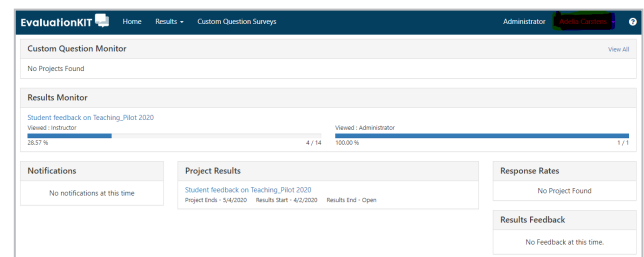 EvaluationKIT Home Results Custom Question Surveys Administrator
Custom Question Monitor View All
No Projects Found
Results Monitor
Student feedback on Teaching_Pilot 2020
Viewed : Instructor Viewed : Administrator
28.57 % 4 / 14 100.00 % 1 / 1
Notifications Project Results Response Rates
No notifications at this time Student feedback on Teaching_Pilot 2020 No Project Found
Project Ends - 5/4/2020 Results Start - 4/2/2020 Results End - Open
Results Feedback
No Feedback at this time.